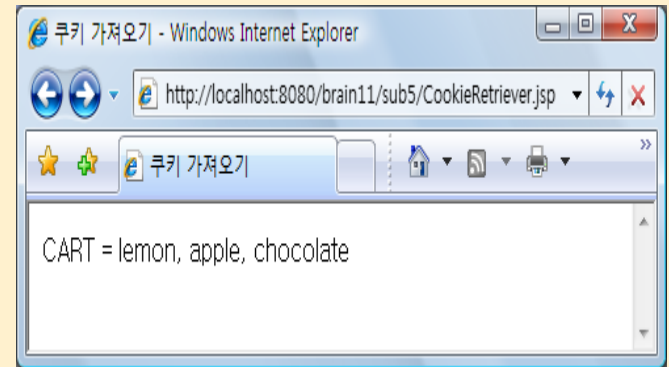 쿠키 가져오기 - Windows Internet Explorer
http://localhost:8080/brain11/sub5/CookieRetriever.jsp
쿠키 가져오기
CART = lemon, apple, chocolate